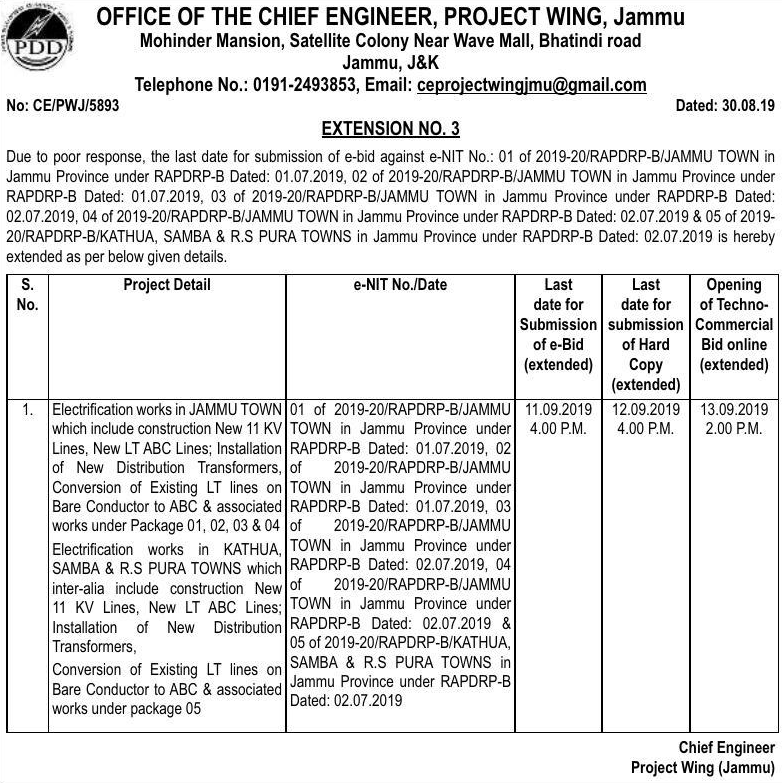 PDD
OFFICE OF THE CHIEF ENGINEER, PROJECT WING, Jammu
Mohinder Mansion, Satellite Colony Near Wave Mall, Bhatindi road
Jammu, J&K
Telephone No.: 0191-2493853, Email: ceprojectwingjmu@gmail.com
No: CE/PWJ/5893 Dated: 30.08.19
EXTENSION NO. 3
Due to poor response, the last date for submission of e-bid against e-NIT No.: 01 of 2019-20/RAPDRP-B/JAMMU TOWN in
Jammu Province under RAPDRP-B Dated: 01.07.2019, 02 of 2019-20/RAPDRP-B/JAMMU TOWN in Jammu Province under
RAPDRP-B Dated: 01.07.2019, 03 of 2019-20/RAPDRP-B/JAMMU TOWN in Jammu Province under RAPDRP-B Dated:
02.07.2019, 04 of 2019-20/RAPDRP-B/JAMMU TOWN in Jammu Province under RAPDRP-B Dated: 02.07.2019 & 05 of 2019-
20/RAPDRP-B/KATHUA, SAMBA & R.S PURA TOWNS in Jammu Province under RAPDRP-B Dated: 02.07.2019 is hereby
extended as per below given details.
S.
No.
Project Detail
e-NIT No./Date
Last
date for
Submission
of e-Bid
(extended)
Last
date for
submission
of Hard
Copy
(extended)
Opening
of Techno-
Commercial
Bid online
(extended)
1.
Electrification works in JAMMU TOWN
which include construction New 11 KV
Lines, New LT ABC Lines; Installation
of New Distribution Transformers,
Conversion of Existing LT lines on
Bare Conductor to ABC & associated
works under Package 01, 02, 03 & 04
Electrification works in KATHUA,
SAMBA & R.S PURA TOWNS which
inter-alia include construction New
11 KV Lines, New LT ABC Lines;
Installation of New Distribution
Transformers,
Conversion of Existing LT lines on
Bare Conductor to ABC & associated
works under package 05
01 of 2019-20/RAPDRP-B/JAMMU
TOWN in Jammu Province under
RAPDRP-B Dated: 01.07.2019, 02
of 2019-20/RAPDRP-B/JAMMU
TOWN in Jammu Province under
RAPDRP-B Dated: 01.07.2019, 03
of 2019-20/RAPDRP-B/JAMMU
TOWN in Jammu Province under
RAPDRP-B Dated: 02.07.2019, 04
of 2019-20/RAPDRP-B/JAMMU
TOWN in Jammu Province under
RAPDRP-B Dated: 02.07.2019 &
05 of 2019-20/RAPDRP-B/KATHUA,
SAMBA & R.S PURA TOWNS in
Jammu Province under RAPDRP-B
Dated: 02.07.2019
11.09.2019
4.00 P.M.
12.09.2019
4.00 P.M.
13.09.2019
2.00 P.M.
Chief Engineer
Project Wing (Jammu)